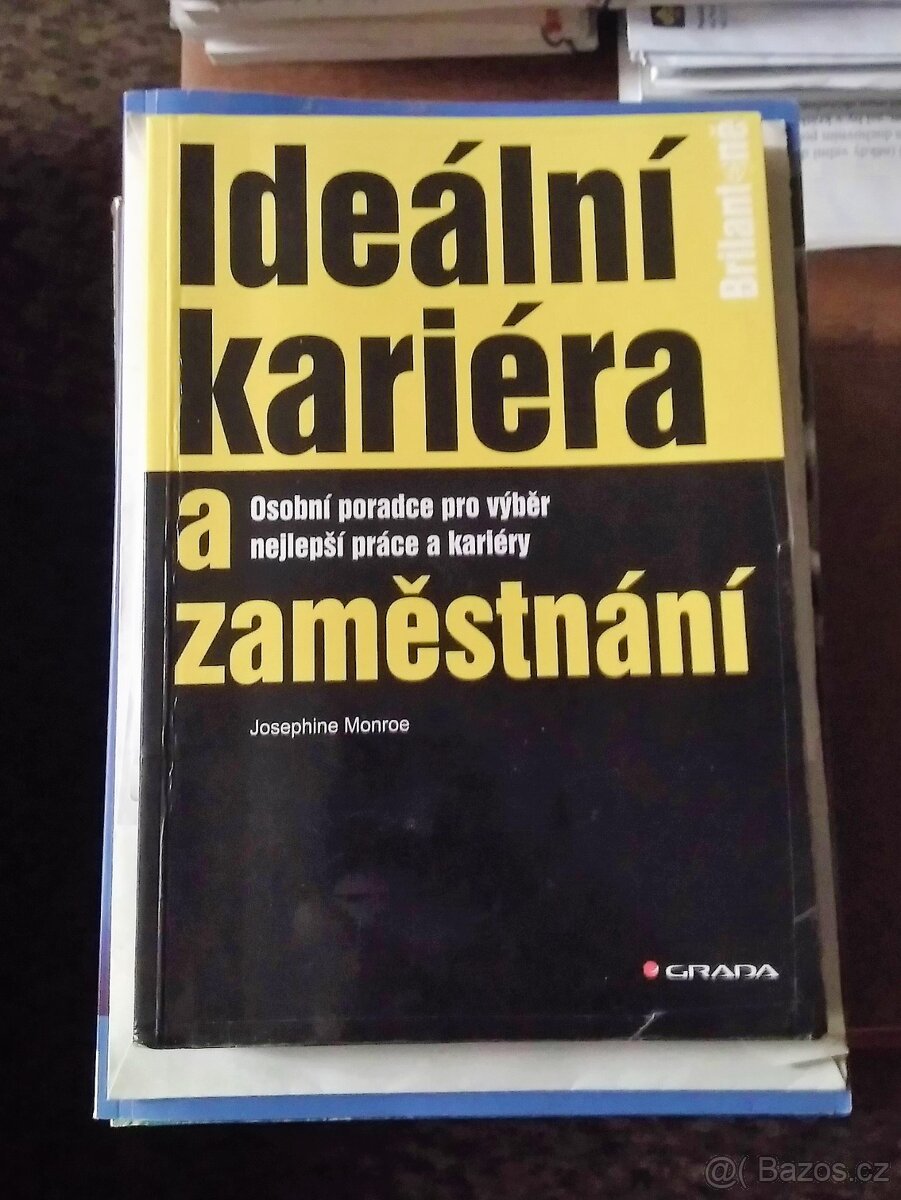 Ideální
kariéra
Brilantně
a
Osobní poradce pro výběr
nejlepší práce a kariéry
zaměstnání
Josephine Monroe
GRADA
@( Bazos.cz